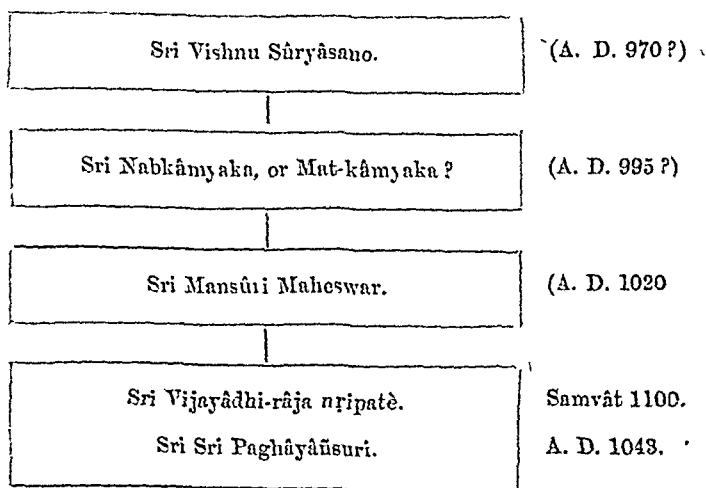 Sri Vishnu Sûryâsano. (A. D. 970?)
Sri Nabkâmyaka, or Mat-kâmyaka? (A. D. 995?)
Sri Mansûri Maheswar. (A. D. 1020
Sri Vijayâdhi-râja nṛipatè. Samvât 1100.
Sri Sri Paghâyâñsuri. A. D. 1043.